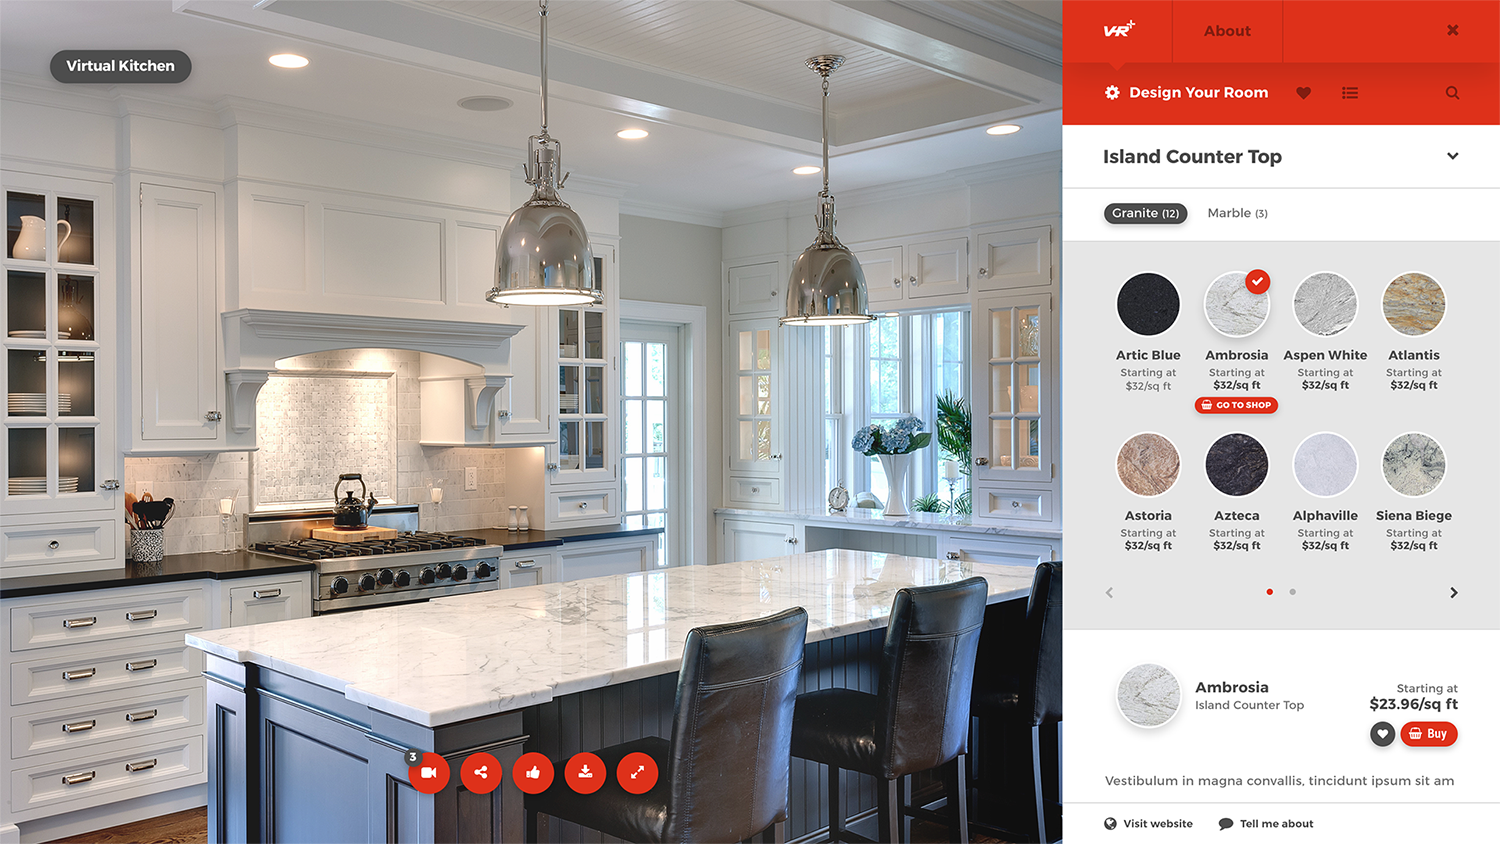 Virtual Kitchen
VR+
About
Design Your Room
Island Counter Top
Granite (12)
Marble (3)
Artic Blue
Starting at
$32/sq ft
Ambrosia
Starting at
$32/sq ft
GO TO SHOP
Aspen White
Starting at
$32/sq ft
Atlantis
Starting at
$32/sq ft
Astoria
Starting at
$32/sq ft
Azteca
Starting at
$32/sq ft
Alphaville
Starting at
$32/sq ft
Siena Biege
Starting at
$32/sq ft
Ambrosia
Island Counter Top
Starting at
$23.96/sq ft
Buy
3
Vestibulum in magna convallis, tincidunt ipsum sit am
Visit website
Tell me about